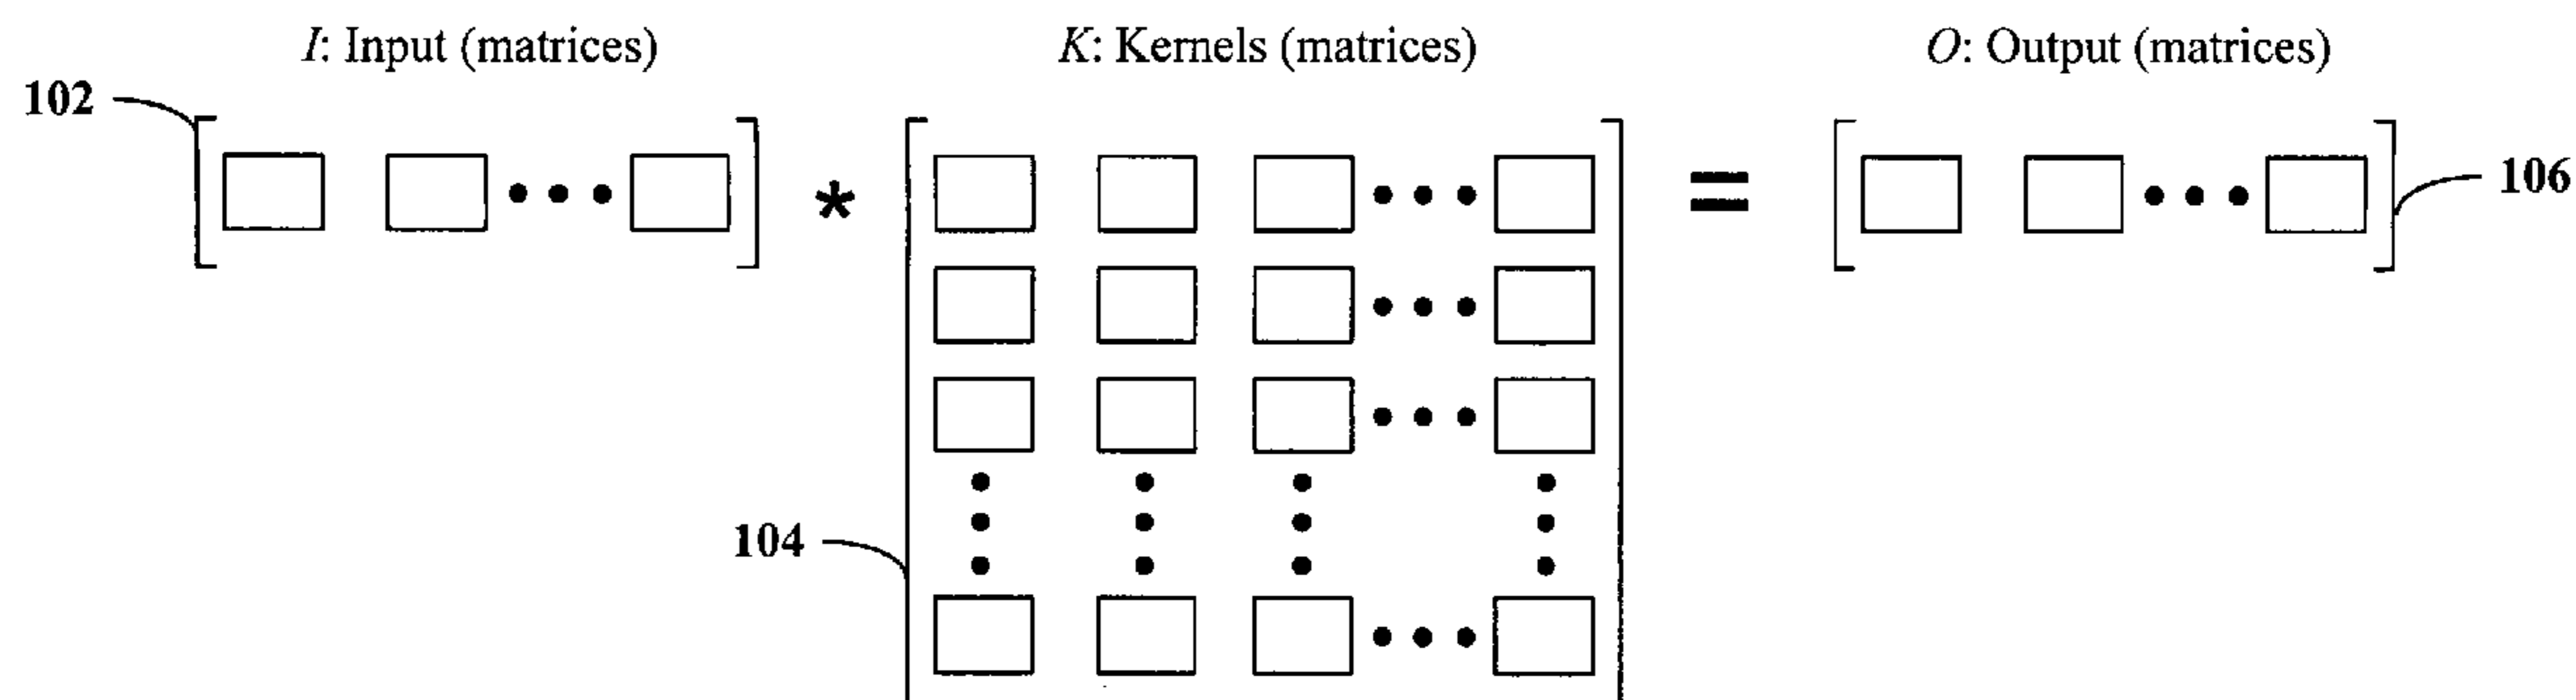 I: Input (matrices)
K: Kernels (matrices)
O: Output (matrices)
102
*
=
106
104